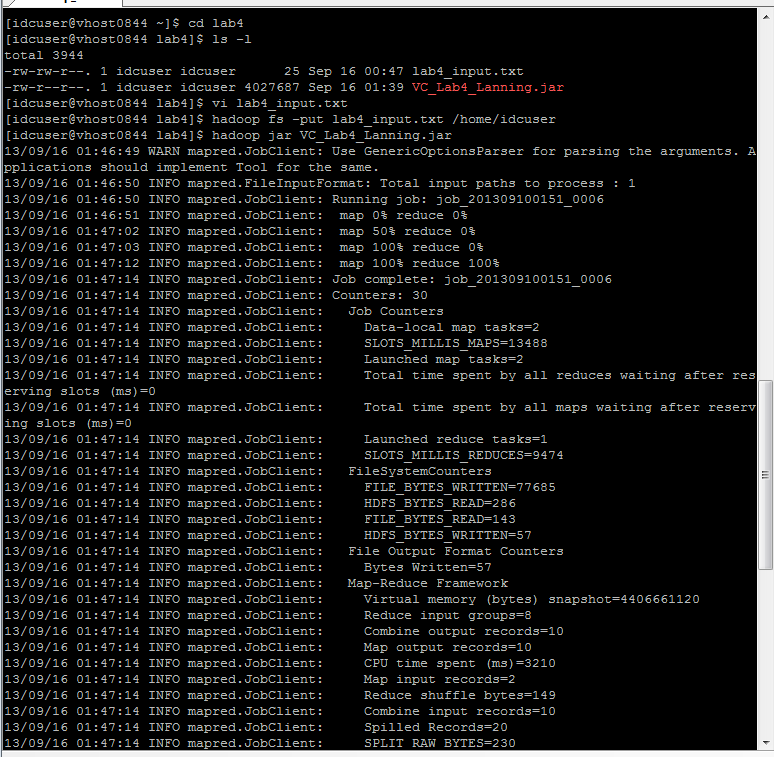 [idcuser@vhost0844 ~]$ cd lab4
[idcuser@vhost0844 lab4]$ ls -l
total 3944
-rw-rw-r--. 1 idcuser idcuser      25 Sep 16 00:47 lab4_input.txt
-rw-r--r--. 1 idcuser idcuser 4027687 Sep 16 01:39 VC_Lab4_Lanning.jar
[idcuser@vhost0844 lab4]$ vi lab4_input.txt
[idcuser@vhost0844 lab4]$ hadoop fs -put lab4_input.txt /home/idcuser
[idcuser@vhost0844 lab4]$ hadoop jar VC_Lab4_Lanning.jar
13/09/16 01:46:49 WARN mapred.JobClient: Use GenericOptionsParser for parsing the arguments. A
pplications should implement Tool for the same.
13/09/16 01:46:50 INFO mapred.FileInputFormat: Total input paths to process : 1
13/09/16 01:46:50 INFO mapred.JobClient: Running job: job_201309100151_0006
13/09/16 01:46:51 INFO mapred.JobClient:  map 0% reduce 0%
13/09/16 01:47:02 INFO mapred.JobClient:  map 50% reduce 0%
13/09/16 01:47:03 INFO mapred.JobClient:  map 100% reduce 0%
13/09/16 01:47:12 INFO mapred.JobClient:  map 100% reduce 100%
13/09/16 01:47:14 INFO mapred.JobClient: Job complete: job_201309100151_0006
13/09/16 01:47:14 INFO mapred.JobClient: Counters: 30
13/09/16 01:47:14 INFO mapred.JobClient:   Job Counters
13/09/16 01:47:14 INFO mapred.JobClient:     Data-local map tasks=2
13/09/16 01:47:14 INFO mapred.JobClient:     SLOTS_MILLIS_MAPS=13488
13/09/16 01:47:14 INFO mapred.JobClient:     Launched map tasks=2
13/09/16 01:47:14 INFO mapred.JobClient:     Total time spent by all reduces waiting after res
erving slots (ms)=0
13/09/16 01:47:14 INFO mapred.JobClient:     Total time spent by all maps waiting after reserv
ing slots (ms)=0
13/09/16 01:47:14 INFO mapred.JobClient:     Launched reduce tasks=1
13/09/16 01:47:14 INFO mapred.JobClient:     SLOTS_MILLIS_REDUCES=9474
13/09/16 01:47:14 INFO mapred.JobClient:   FileSystemCounters
13/09/16 01:47:14 INFO mapred.JobClient:     FILE_BYTES_WRITTEN=77685
13/09/16 01:47:14 INFO mapred.JobClient:     HDFS_BYTES_READ=286
13/09/16 01:47:14 INFO mapred.JobClient:     FILE_BYTES_READ=143
13/09/16 01:47:14 INFO mapred.JobClient:     HDFS_BYTES_WRITTEN=57
13/09/16 01:47:14 INFO mapred.JobClient:   File Output Format Counters
13/09/16 01:47:14 INFO mapred.JobClient:     Bytes Written=57
13/09/16 01:47:14 INFO mapred.JobClient:   Map-Reduce Framework
13/09/16 01:47:14 INFO mapred.JobClient:     Virtual memory (bytes) snapshot=4406661120
13/09/16 01:47:14 INFO mapred.JobClient:     Reduce input groups=8
13/09/16 01:47:14 INFO mapred.JobClient:     Combine output records=10
13/09/16 01:47:14 INFO mapred.JobClient:     Map output records=10
13/09/16 01:47:14 INFO mapred.JobClient:     CPU time spent (ms)=3210
13/09/16 01:47:14 INFO mapred.JobClient:     Map input records=2
13/09/16 01:47:14 INFO mapred.JobClient:     Reduce shuffle bytes=149
13/09/16 01:47:14 INFO mapred.JobClient:     Combine input records=10
13/09/16 01:47:14 INFO mapred.JobClient:     Spilled Records=20
13/09/16 01:47:14 INFO mapred.JobClient:     SPLIT_RAW_BYTES=230